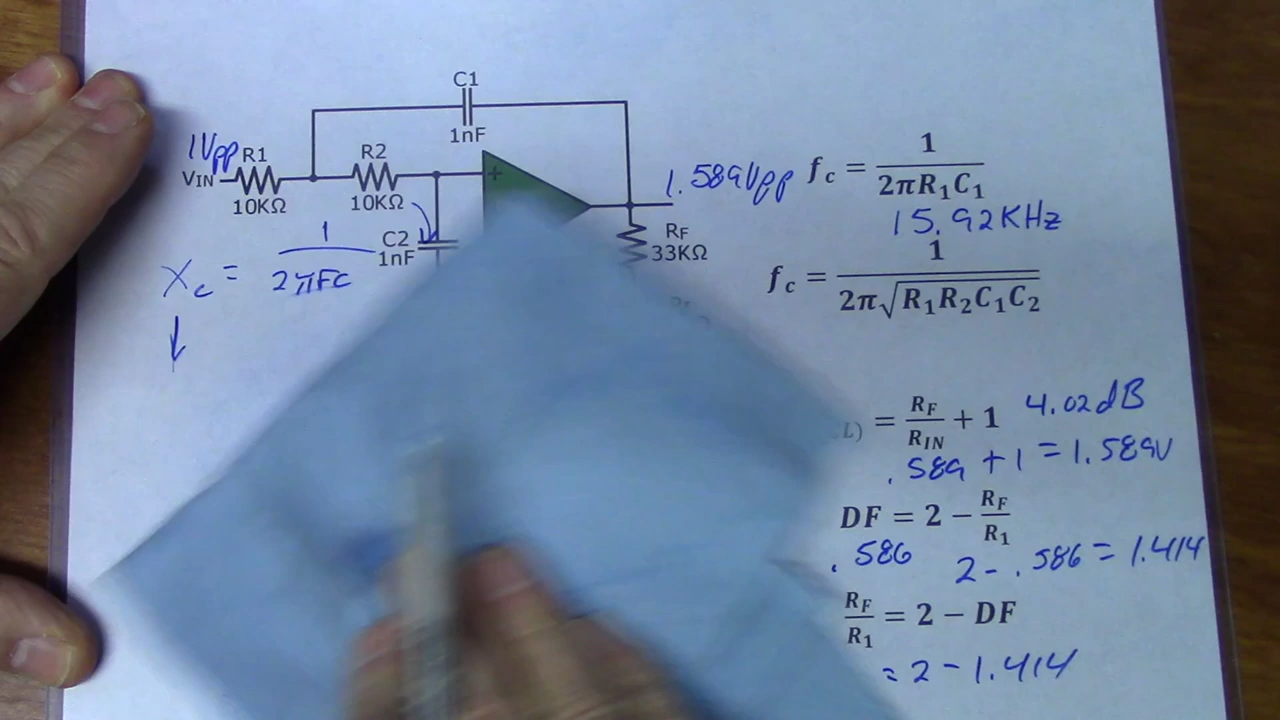 C1
1nF
1Vpp
R1
R2
VIN
10KΩ
10KΩ
+
1.589Vpp
fc = 1 / 2πR1C1
15.92KHz
C2
1nF
RF
33KΩ
Xc = 1 / 2πFC
↓
fc = 1 / 2π√R1R2C1C2
L) = RF / RIN + 1 4.02dB
.589 + 1 = 1.589V
DF = 2 − RF / R1
.586 2 - .586 = 1.414
RF / R1 = 2 − DF
= 2 - 1.414